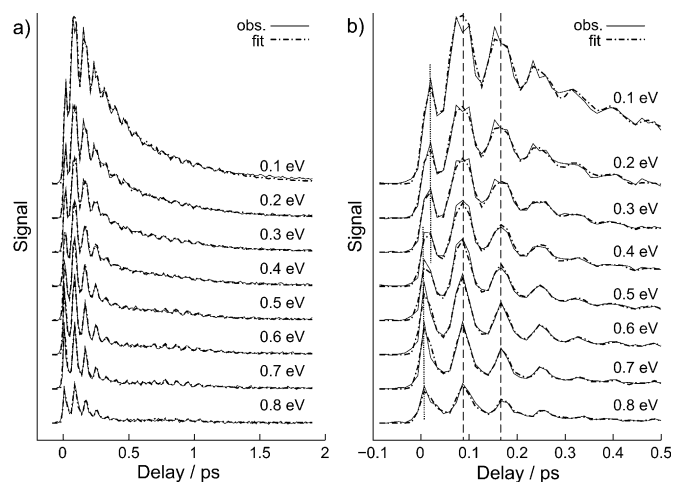 a)
obs.
fit
0.1 eV
0.2 eV
0.3 eV
0.4 eV
0.5 eV
0.6 eV
0.7 eV
0.8 eV
Signal
0 0.5 1 1.5 2
Delay / ps
b)
obs.
fit
0.1 eV
0.2 eV
0.3 eV
0.4 eV
0.5 eV
0.6 eV
0.7 eV
0.8 eV
Signal
−0.1 0 0.1 0.2 0.3 0.4 0.5
Delay / ps